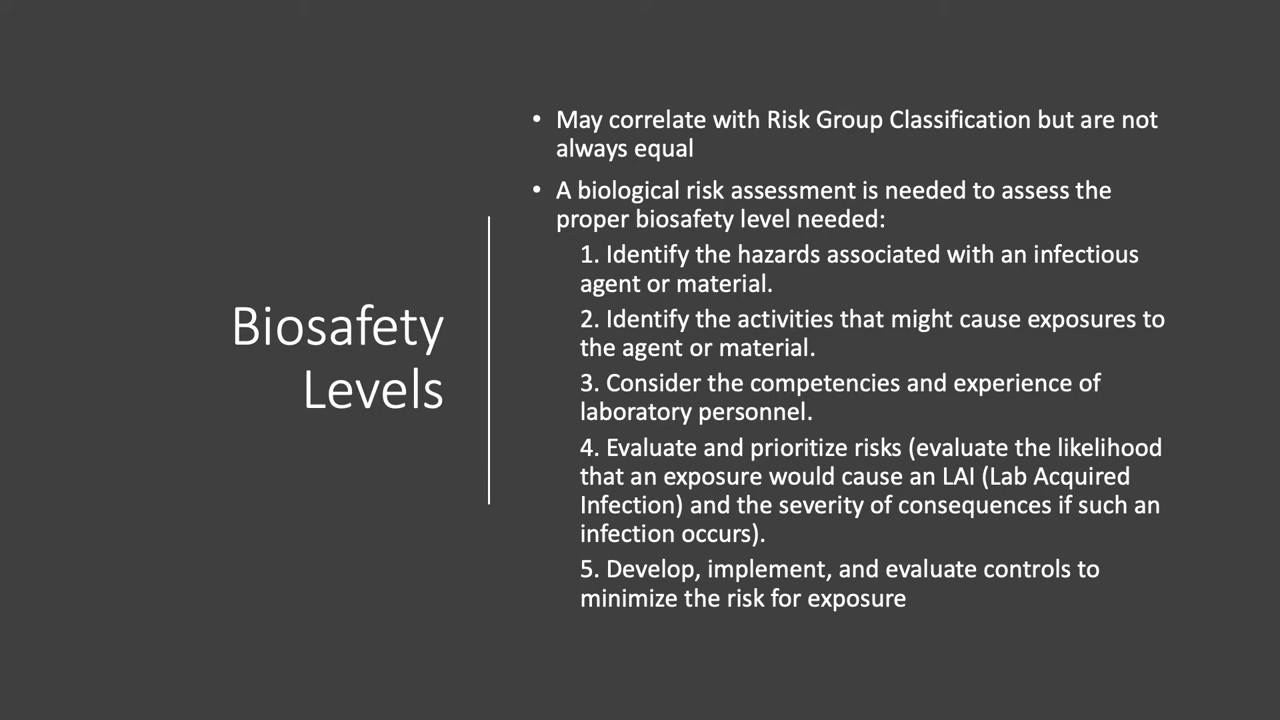 Biosafety
Levels
• May correlate with Risk Group Classification but are not
always equal
• A biological risk assessment is needed to assess the
proper biosafety level needed:
1. Identify the hazards associated with an infectious
agent or material.
2. Identify the activities that might cause exposures to
the agent or material.
3. Consider the competencies and experience of
laboratory personnel.
4. Evaluate and prioritize risks (evaluate the likelihood
that an exposure would cause an LAI (Lab Acquired
Infection) and the severity of consequences if such an
infection occurs).
5. Develop, implement, and evaluate controls to
minimize the risk for exposure